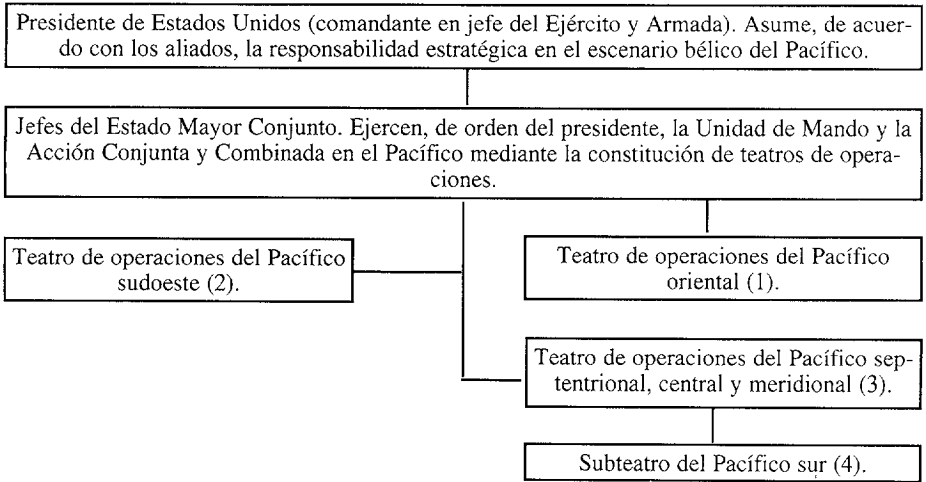 Presidente de Estados Unidos (comandante en jefe del Ejército y Armada). Asume, de acuer-
do con los aliados, la responsabilidad estratégica en el escenario bélico del Pacífico.
Jefes del Estado Mayor Conjunto. Ejercen, de orden del presidente, la Unidad de Mando y la
Acción Conjunta y Combinada en el Pacífico mediante la constitución de teatros de opera-
ciones.
Teatro de operaciones del Pacífico
sudoeste (2).
Teatro de operaciones del Pacífico
oriental (1).
Teatro de operaciones del Pacífico sep-
tentrional, central y meridional (3).
Subteatro del Pacífico sur (4).